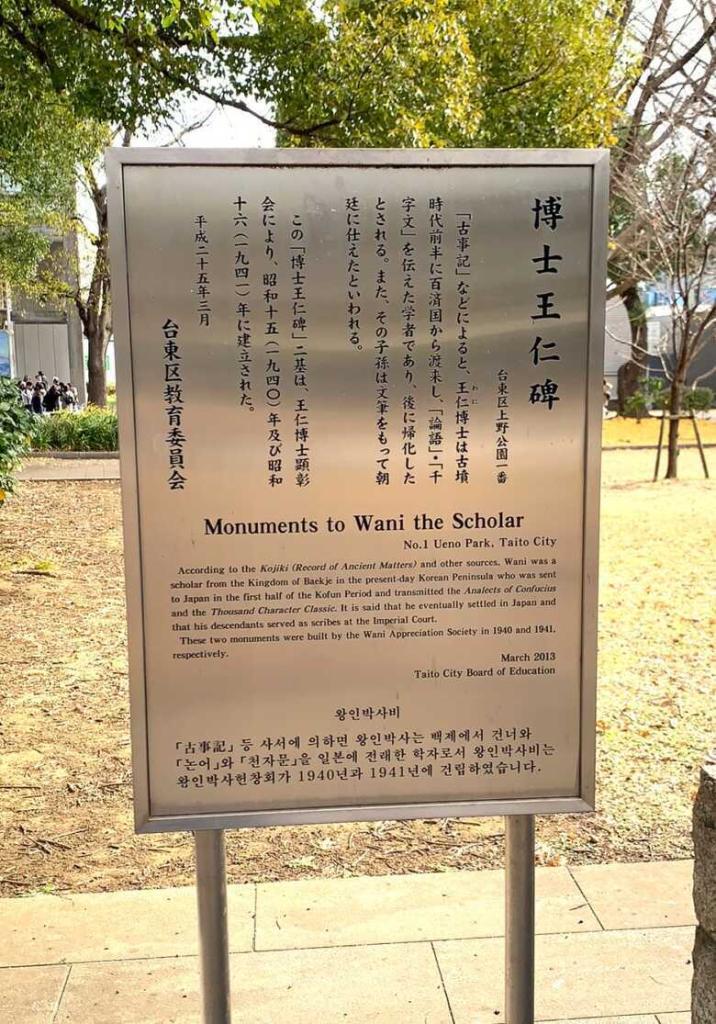 博士王仁碑
台東区上野公園一番
『古事記』などによると、王仁博士は古墳
わに
時代前半に百済国から渡来し、『論語』・『千
字文』を伝えた学者であり、後に帰化した
とされる。また、その子孫は文筆をもって朝
廷に仕えたといわれる。
この「博士王仁碑」二基は、王仁博士顕彰
会により、昭和十五(一九四〇)年及び昭和
十六(一九四一)年に建立された。
平成二十五年三月
台東区教育委員会
Monuments to Wani the Scholar
No.1 Ueno Park, Taito City
According to the Kojiki (Record of Ancient Matters) and other sources, Wani was a
scholar from the Kingdom of Baekje in the present-day Korean Peninsula who was sent
to Japan in the first half of the Kofun Period and transmitted the Analects of Confucius
and the Thousand Character Classic. It is said that he eventually settled in Japan and
that his descendants served as scribes at the Imperial Court.
These two monuments were built by the Wani Appreciation Society in 1940 and 1941,
respectively.
March 2013
Taito City Board of Education
왕인박사비
「古事記」 등 사서에 의하면 왕인박사는 백제에서 건너와
「논어」와 「천자문」을 일본에 전래한 학자로서 왕인박사비는
왕인박사현창회가 1940년과 1941년에 건립하였습니다.